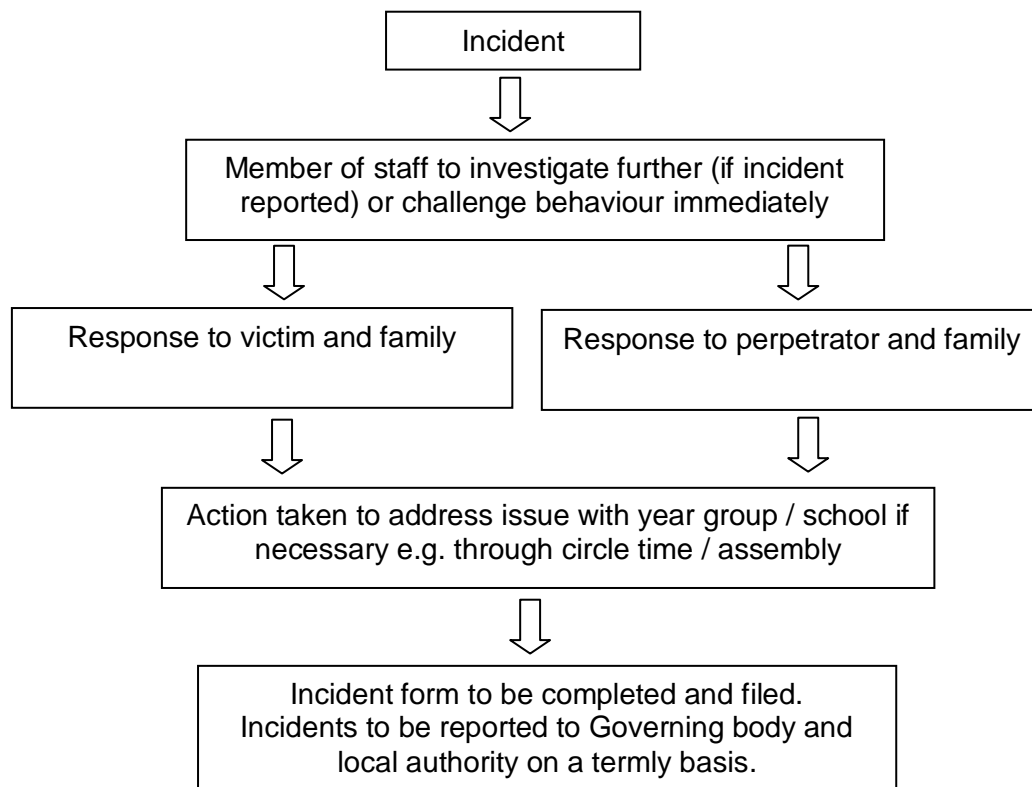 Incident
Member of staff to investigate further (if incident
reported) or challenge behaviour immediately
Response to victim and family
Response to perpetrator and family
Action taken to address issue with year group / school if
necessary e.g. through circle time / assembly
Incident form to be completed and filed.
Incidents to be reported to Governing body and
local authority on a termly basis.